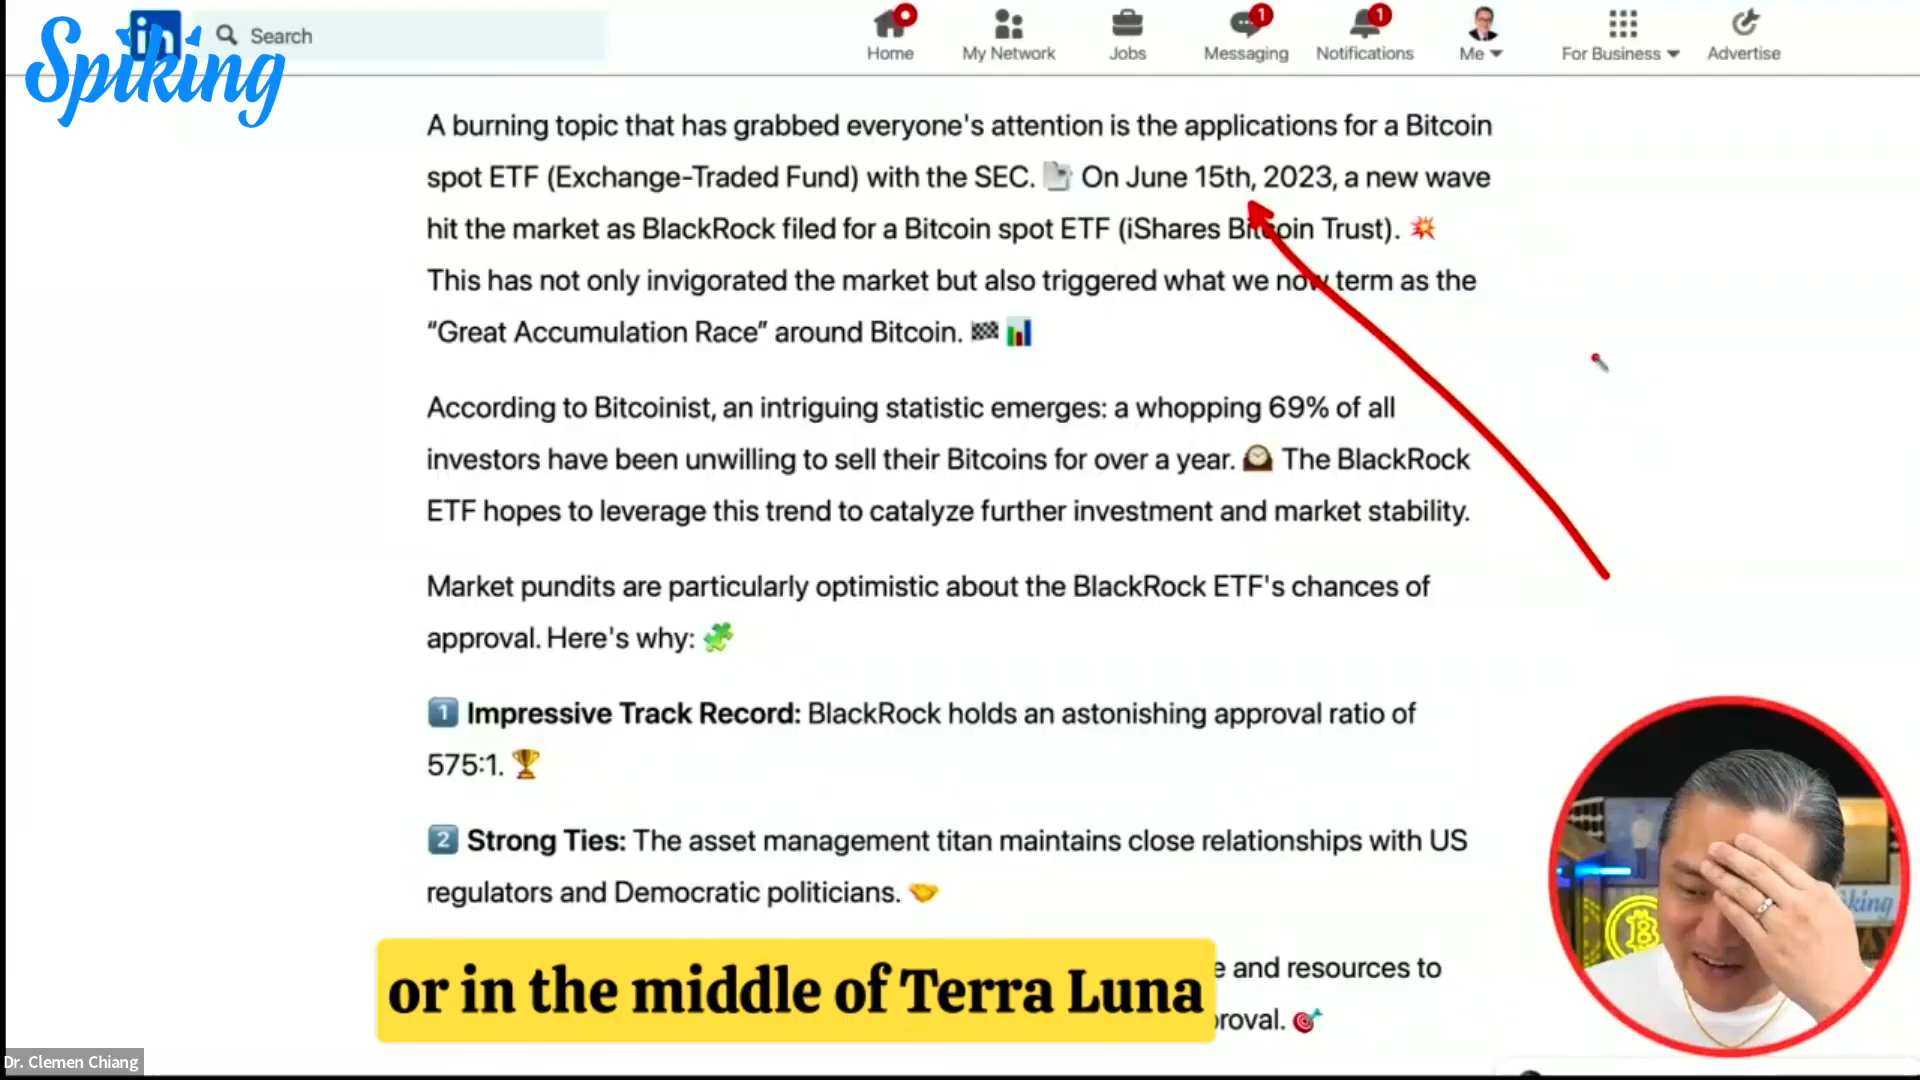 in
Spiking
Search
Home
My Network
Jobs
1
Messaging
1
Notifications
Me
For Business
Advertise
A burning topic that has grabbed everyone's attention is the applications for a Bitcoin
spot ETF (Exchange-Traded Fund) with the SEC. On June 15th, 2023, a new wave
hit the market as BlackRock filed for a Bitcoin spot ETF (iShares Bitcoin Trust).
This has not only invigorated the market but also triggered what we now term as the
“Great Accumulation Race” around Bitcoin.
According to Bitcoinist, an intriguing statistic emerges: a whopping 69% of all
investors have been unwilling to sell their Bitcoins for over a year. The BlackRock
ETF hopes to leverage this trend to catalyze further investment and market stability.
Market pundits are particularly optimistic about the BlackRock ETF's chances of
approval. Here's why:
1 Impressive Track Record: BlackRock holds an astonishing approval ratio of
575:1.
2 Strong Ties: The asset management titan maintains close relationships with US
regulators and Democratic politicians.
and resources to
or in the middle of Terra Luna
king
Dr. Clemen Chiang